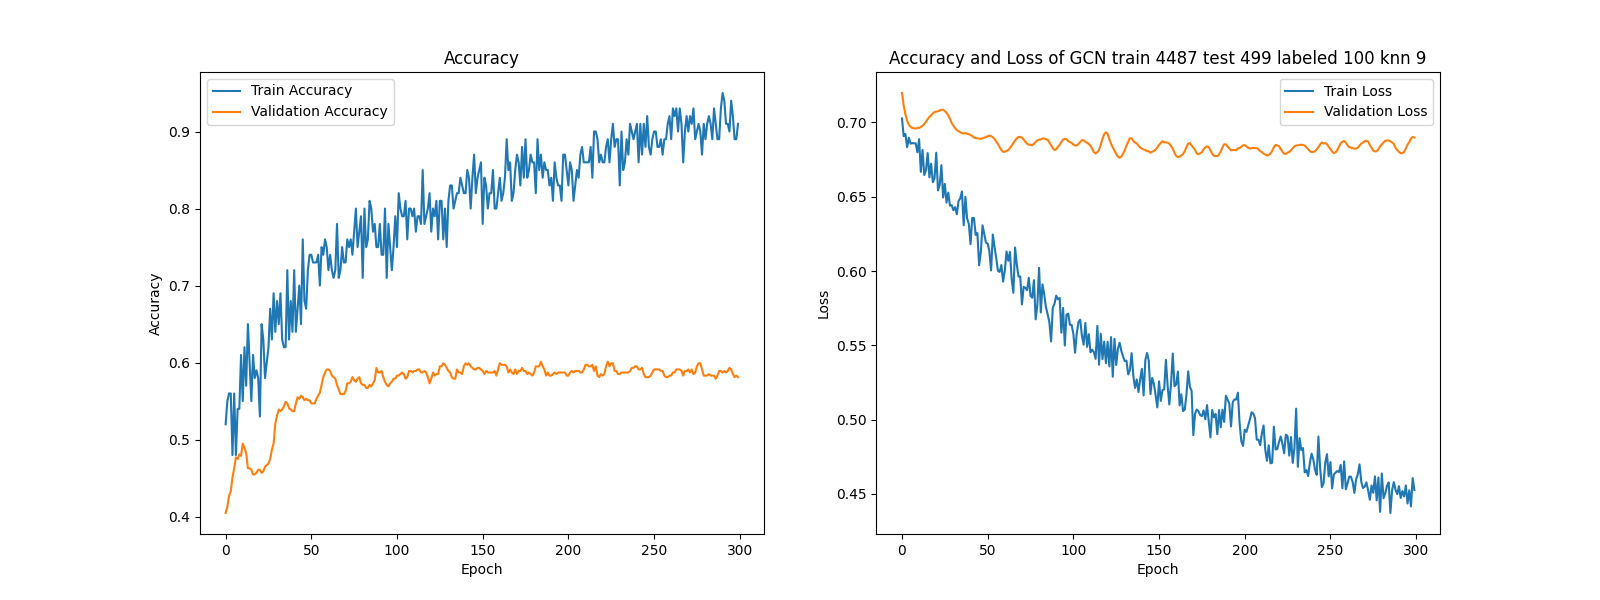 Accuracy
Train Accuracy
Validation Accuracy
Accuracy
0.9
0.8
0.7
0.6
0.5
0.4
0 50 100 150 200 250 300
Epoch
Accuracy and Loss of GCN train 4487 test 499 labeled 100 knn 9
Train Loss
Validation Loss
Loss
0.70
0.65
0.60
0.55
0.50
0.45
0 50 100 150 200 250 300
Epoch